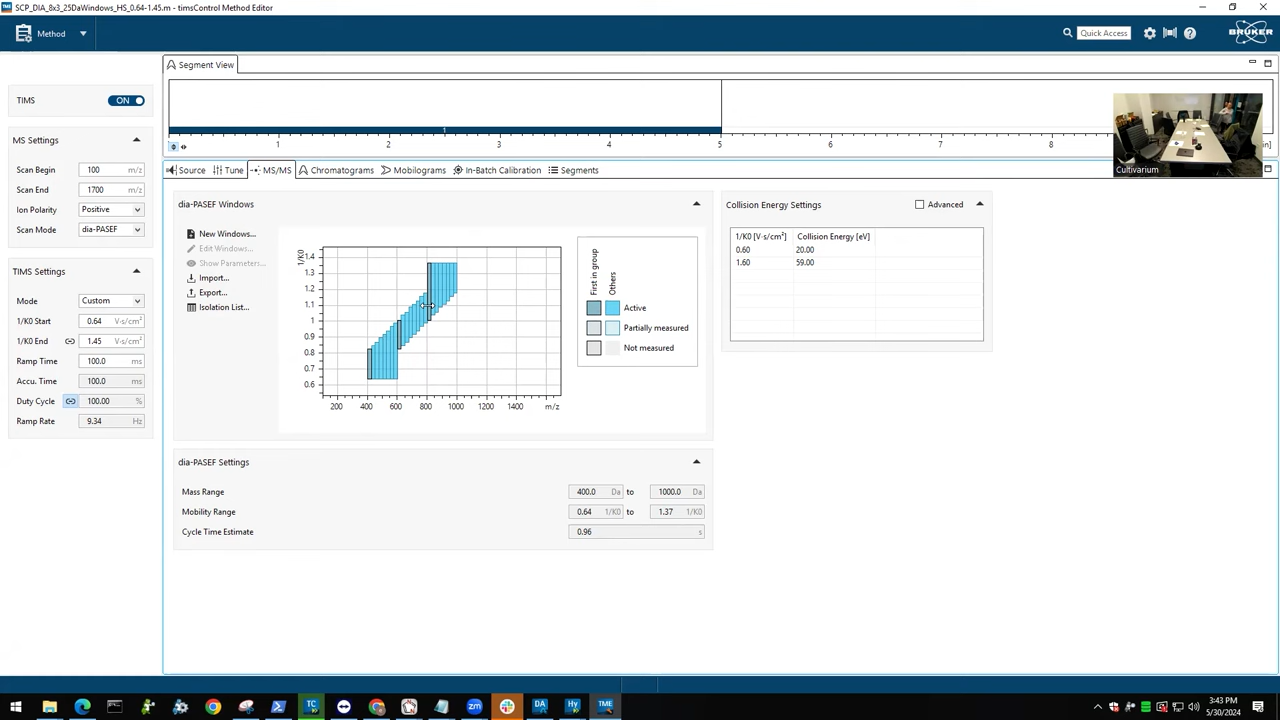 SCP_DIA_8x3_25DaWindows_HS_0.64-1.45.m - timsControl Method Editor
Method
Quick Access
BRUKER
Segment View
1
2 3 4 5 6 7 8 in]
Cultivarium
TIMS ON
MS Settings
Scan Begin 100 m/z
Scan End 1700 m/z
Ion Polarity Positive
Scan Mode dia-PASEF
TIMS Settings
Mode Custom
1/K0 Start 0.64 V·s/cm²
1/K0 End 1.45 V·s/cm²
Ramp Time 100.0 ms
Accu. Time 100.0 ms
Duty Cycle 100.00 %
Ramp Rate 9.34 Hz
Source Tune MS/MS Chromatograms Mobilograms In-Batch Calibration Segments
dia-PASEF Windows
New Windows...
Edit Windows...
Show Parameters...
Import...
Export...
Isolation List...
1/K0
1.4
1.3
1.2
1.1
1
0.9
0.8
0.7
0.6
200 400 600 800 1000 1200 1400 m/z
First in group
Others
Active
Partially measured
Not measured
dia-PASEF Settings
Mass Range 400.0 Da to 1000.0 Da
Mobility Range 0.64 1/K0 to 1.37 1/K0
Cycle Time Estimate 0.96 s
Collision Energy Settings Advanced
1/K0 [V·s/cm²] Collision Energy [eV]
0.60 20.00
1.60 59.00
TC
zm
DA
Hy
TME
3:43 PM
5/30/2024